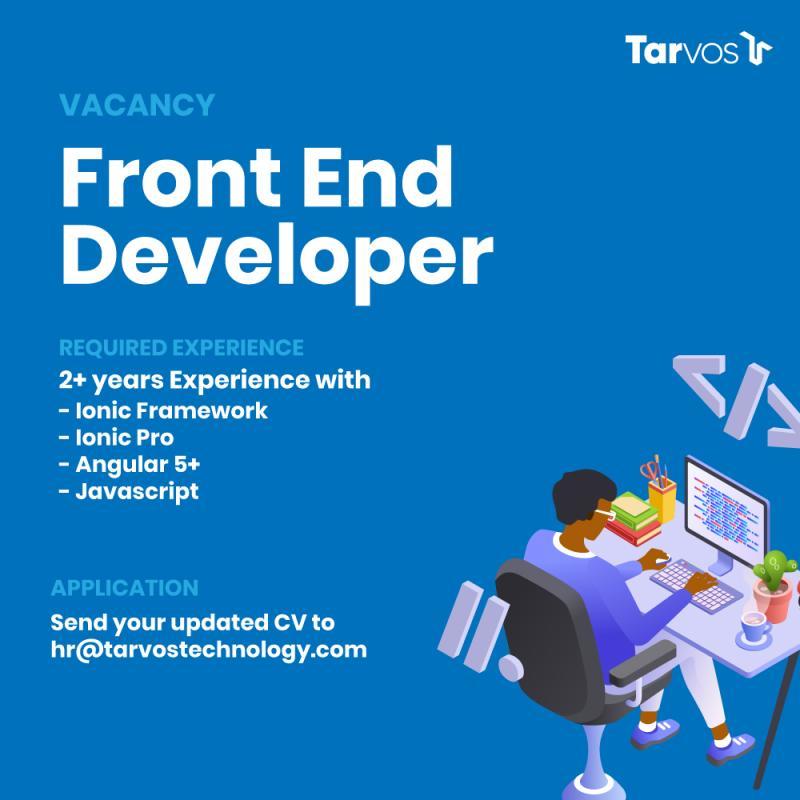 Tarvos
VACANCY
Front End
Developer
REQUIRED EXPERIENCE
2+ years Experience with
- Ionic Framework
- Ionic Pro
- Angular 5+
- Javascript
APPLICATION
Send your updated CV to
hr@tarvostechnology.com